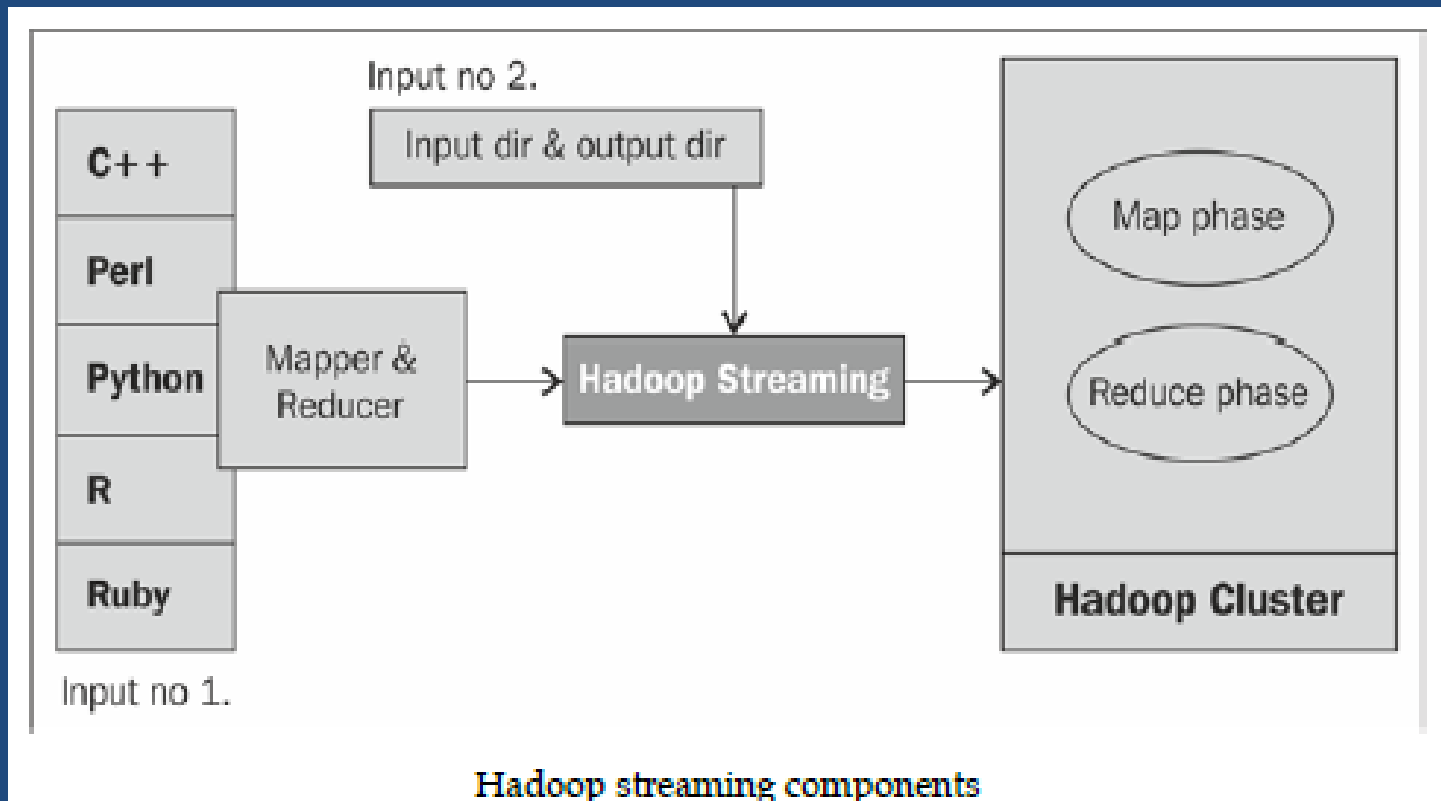 Input no 2.
Input dir & output dir
C++
Perl
Python
R
Ruby
Mapper &
Reducer
Input no 1.
Hadoop Streaming
Map phase
Reduce phase
Hadoop Cluster
Hadoop streaming components